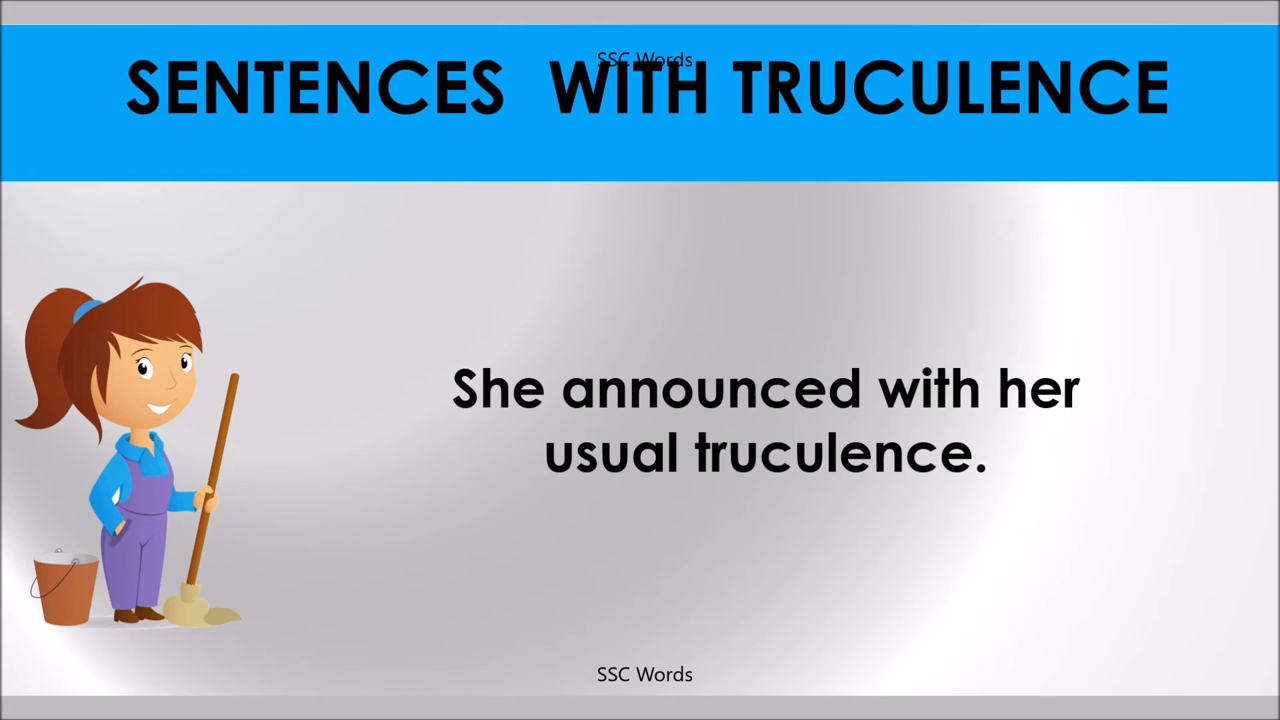 SSC Words
SENTENCES WITH TRUCULENCE
She announced with her
usual truculence.
SSC Words